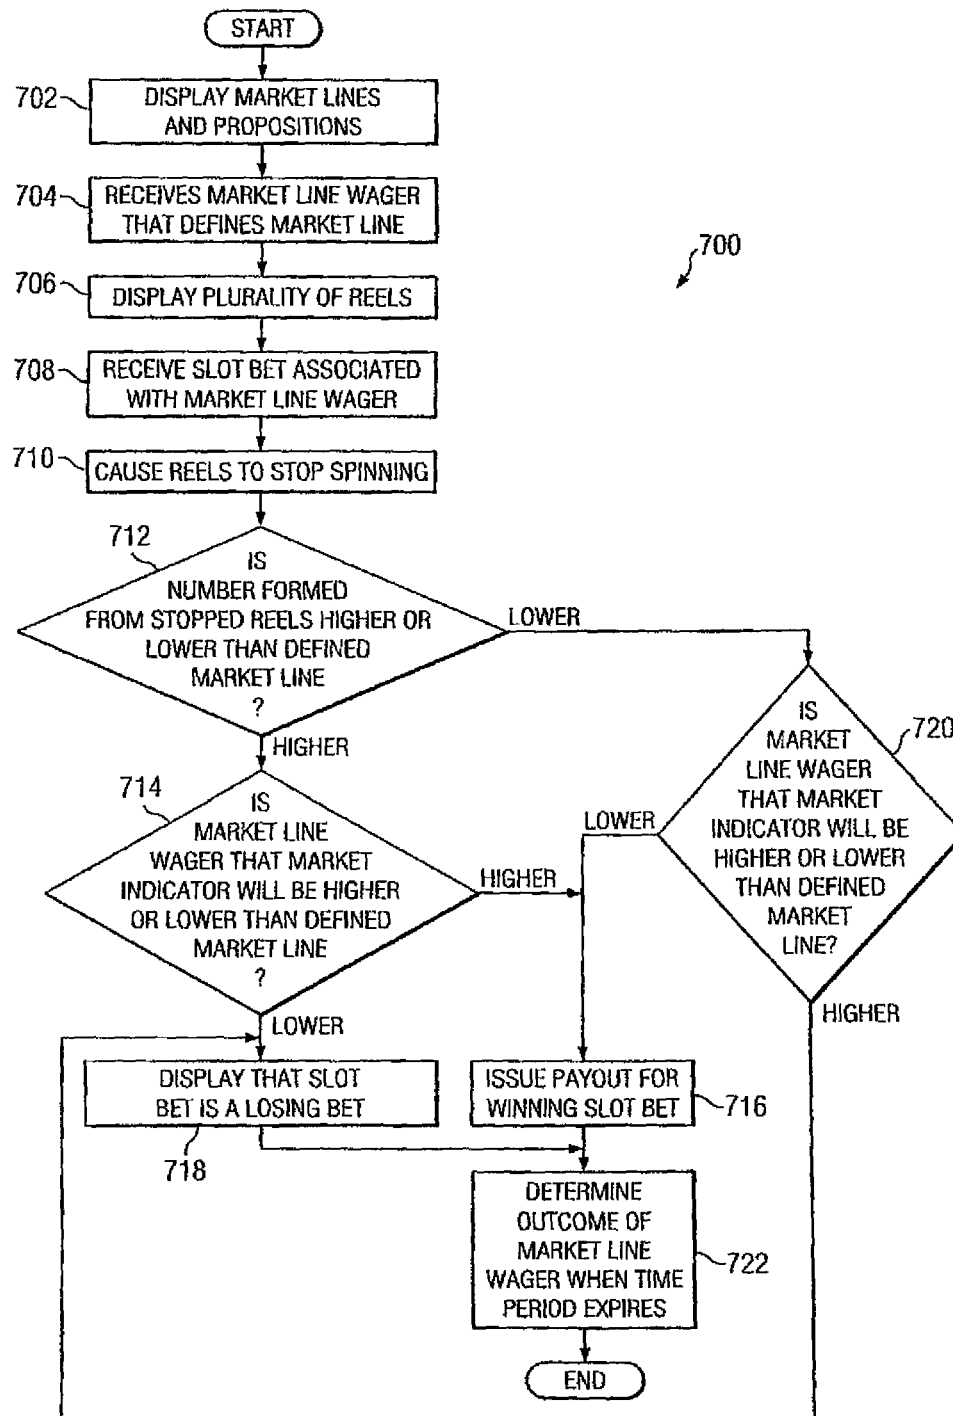 START
702
DISPLAY MARKET LINES
AND PROPOSITIONS
704
RECEIVES MARKET LINE WAGER
THAT DEFINES MARKET LINE
700
706
DISPLAY PLURALITY OF REELS
708
RECEIVE SLOT BET ASSOCIATED
WITH MARKET LINE WAGER
710
CAUSE REELS TO STOP SPINNING
712
IS
NUMBER FORMED
FROM STOPPED REELS HIGHER OR
LOWER THAN DEFINED
MARKET LINE
?
LOWER
HIGHER
720
IS
MARKET
LINE WAGER
THAT MARKET
INDICATOR WILL BE
HIGHER OR LOWER
THAN DEFINED
MARKET
LINE?
LOWER
HIGHER
714
IS
MARKET LINE
WAGER THAT MARKET
INDICATOR WILL BE HIGHER
OR LOWER THAN DEFINED
MARKET LINE
?
HIGHER
LOWER
DISPLAY THAT SLOT
BET IS A LOSING BET
718
ISSUE PAYOUT FOR
WINNING SLOT BET
716
DETERMINE
OUTCOME OF
MARKET LINE
WAGER WHEN TIME
PERIOD EXPIRES
722
END